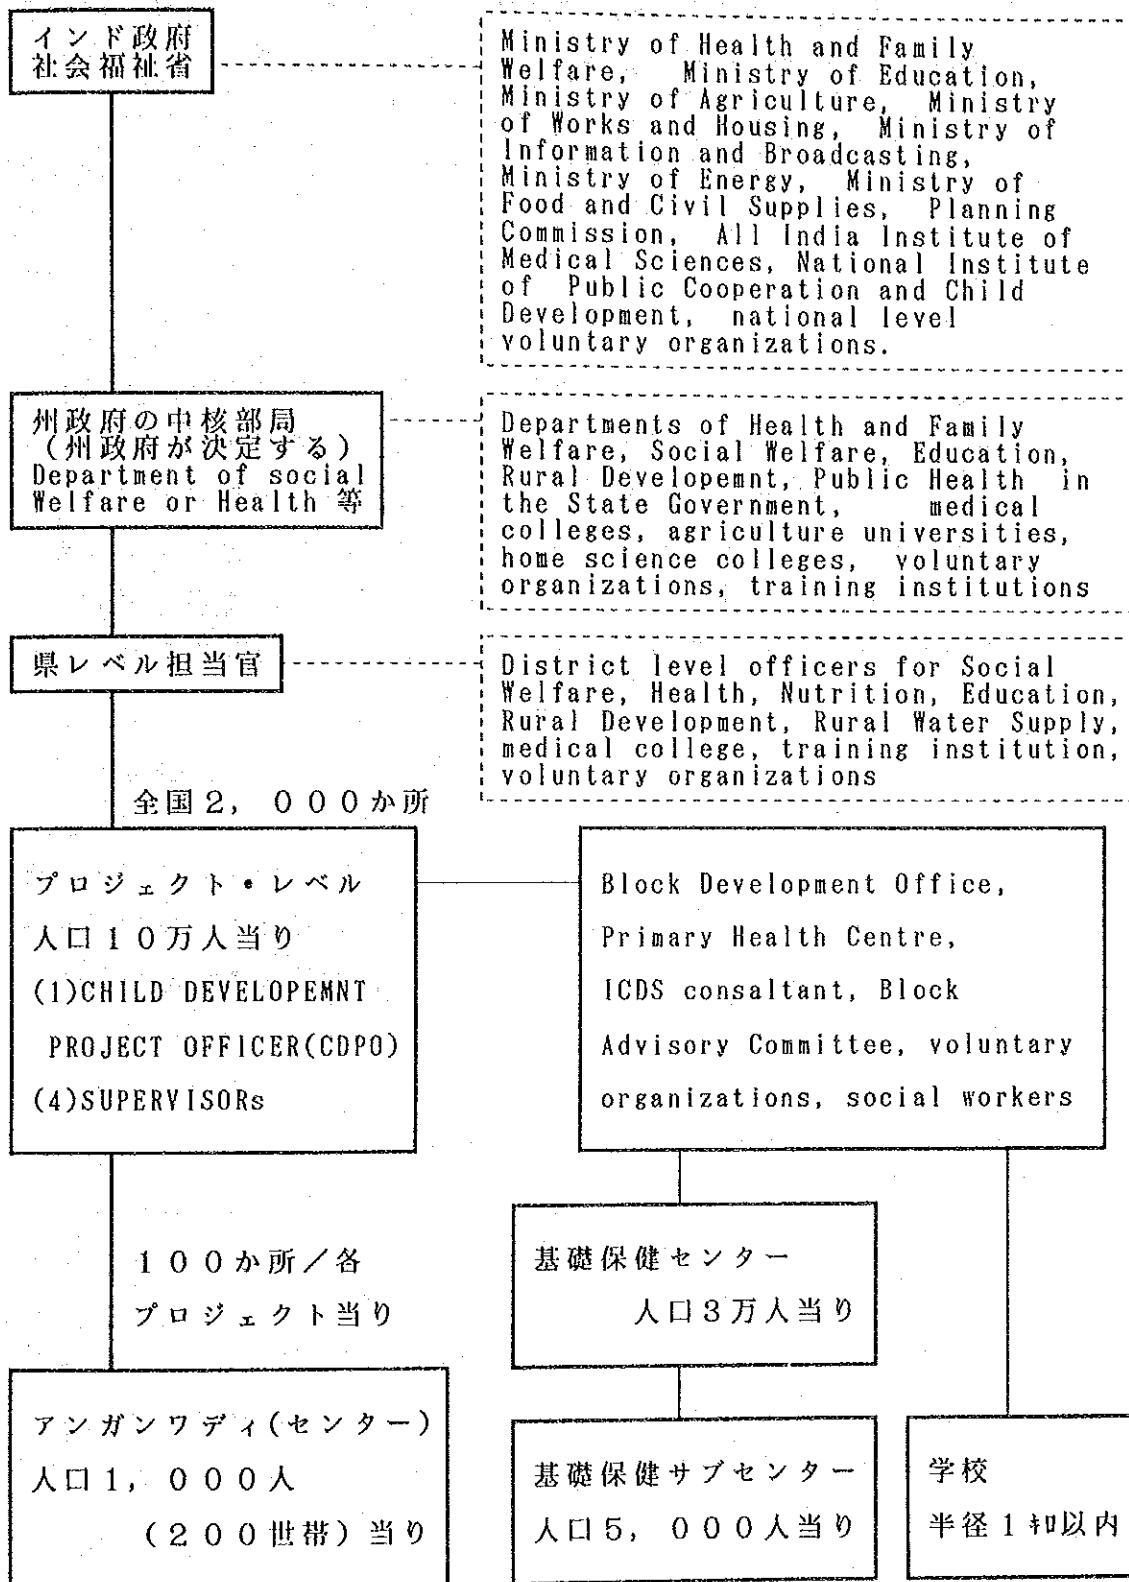 インド政府
社会福祉省
Ministry of Health and Family
Welfare, Ministry of Education,
Ministry of Agriculture, Ministry
of Works and Housing, Ministry of
Information and Broadcasting,
Ministry of Energy, Ministry of
Food and Civil Supplies, Planning
Commission, All India Institute of
Medical Sciences, National Institute
of Public Cooperation and Child
Development, national level
voluntary organizations.
州政府の中核部局
(州政府が決定する)
Department of social
Welfare or Health 等
Departments of Health and Family
Welfare, Social Welfare, Education,
Rural Developemnt, Public Health in
the State Government, medical
colleges, agriculture universities,
home science colleges, voluntary
organizations, training institutions
県レベル担当官
District level officers for Social
Welfare, Health, Nutrition, Education,
Rural Development, Rural Water Supply,
medical college, training institution,
voluntary organizations
全国2,000か所
プロジェクト・レベル
人口10万人当り
(1)CHILD DEVELOPEMNT
PROJECT OFFICER(CDPO)
(4)SUPERVISORs
Block Development Office,
Primary Health Centre,
ICDS consaltant, Block
Advisory Committee, voluntary
organizations, social workers
100か所/各
プロジェクト当り
基礎保健センター
人口3万人当り
アンガンワディ(センター)
人口1,000人
(200世帯)当り
基礎保健サブセンター
人口5,000人当り
学校
半径1㌔以内